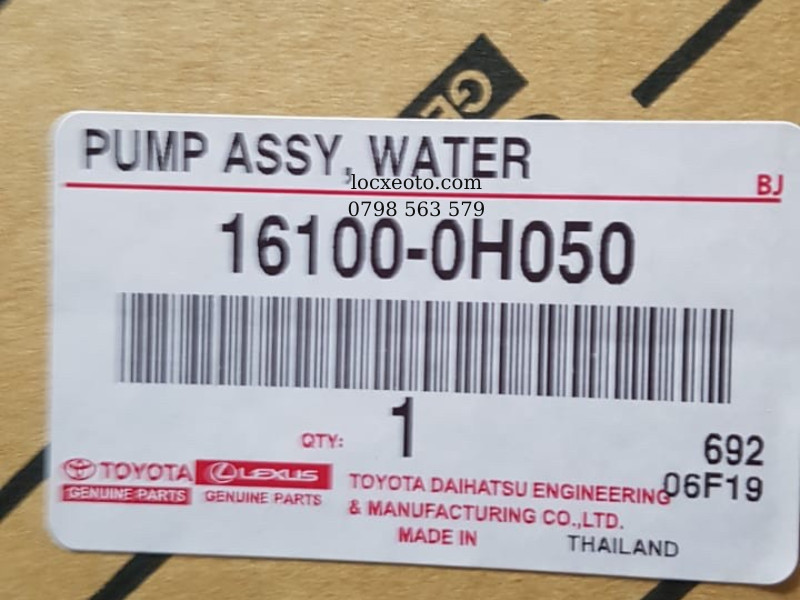 GE
PUMP ASSY, WATER
locxeoto.com
BJ
0798 563 579
16100-0H050
QTY: 1
692
06F19
TOYOTA LEXUS
GENUINE PARTS GENUINE PARTS
TOYOTA DAIHATSU ENGINEERING
& MANUFACTURING CO.,LTD.
MADE IN THAILAND